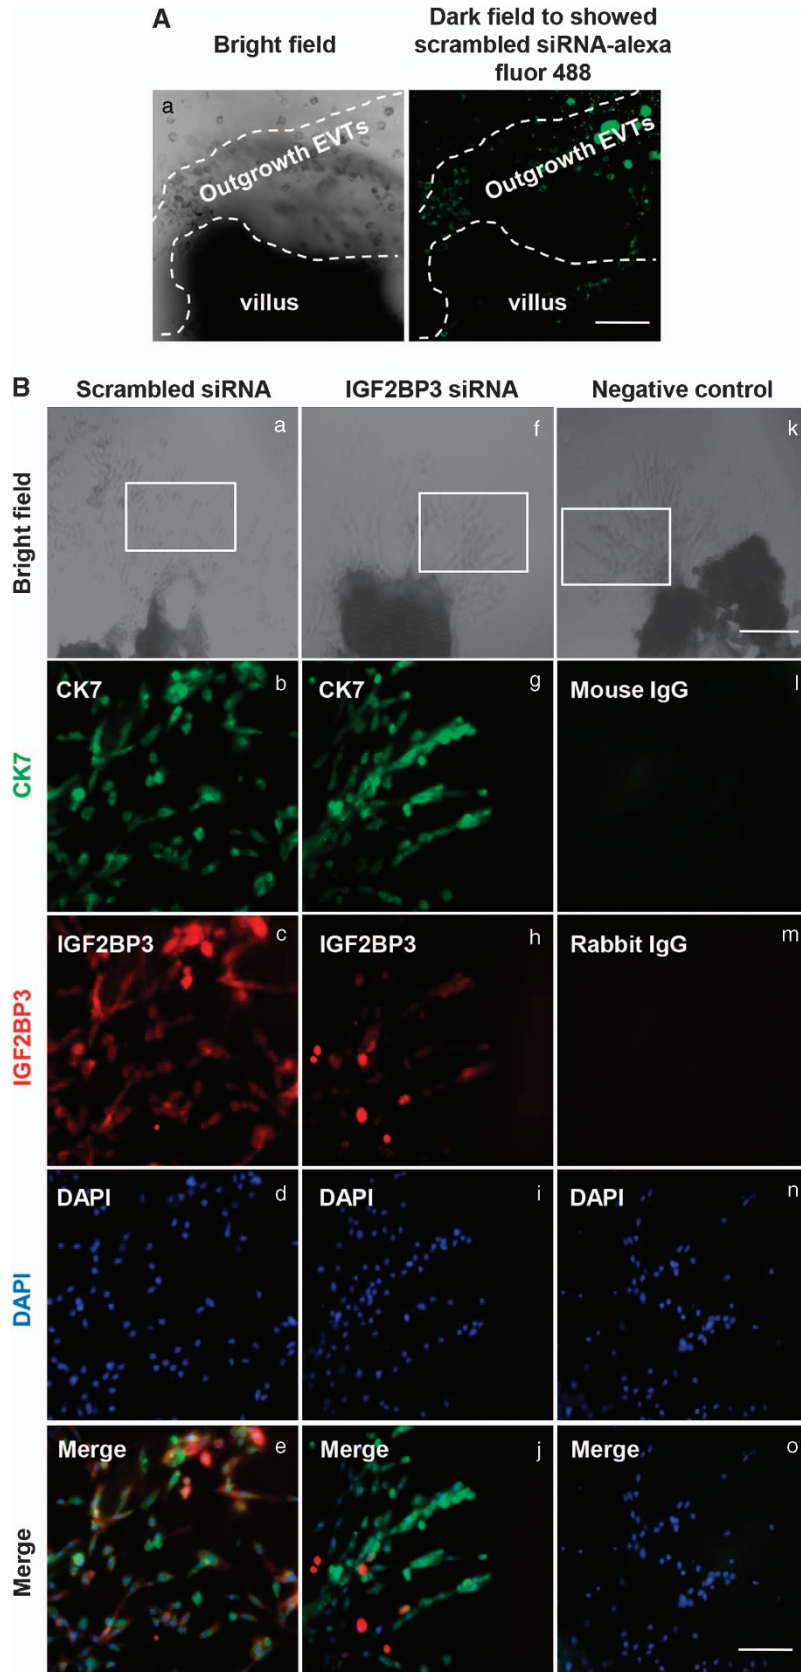 A
Bright field
Dark field to showed
scrambled siRNA-alexa
fluor 488
a
Outgrowth EVTs
villus
Outgrowth EVTs
villus
B
Scrambled siRNA
IGF2BP3 siRNA
Negative control
Bright field
a
f
k
CK7
CK7
b
CK7
g
Mouse IgG
l
IGF2BP3
IGF2BP3
c
IGF2BP3
h
Rabbit IgG
m
DAPI
DAPI
d
DAPI
i
DAPI
n
Merge
Merge
e
Merge
j
Merge
o